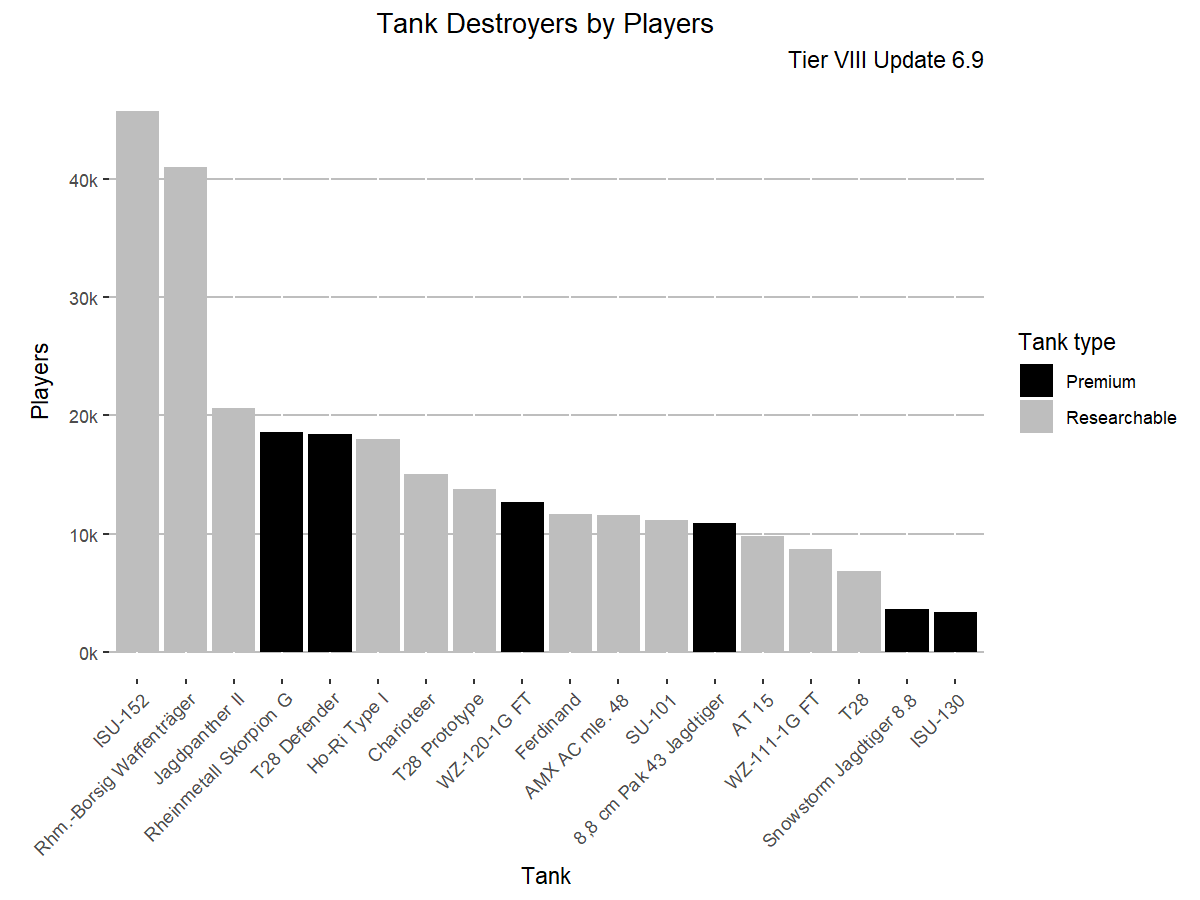 Tank Destroyers by Players
Tier VIII Update 6.9
Players
40k
30k
20k
10k
0k
ISU-152
Rhm.-Borsig Waffenträger
Jagdpanther II
Rheinmetall Skorpion G
T28 Defender
Ho-Ri Type I
Charioteer
T28 Prototype
WZ-120-1G FT
Ferdinand
AMX AC mle. 48
SU-101
8,8 cm Pak 43 Jagdtiger
AT 15
WZ-111-1G FT
T28
Snowstorm Jagdtiger 8.8
ISU-130
Tank
Tank type
Premium
Researchable